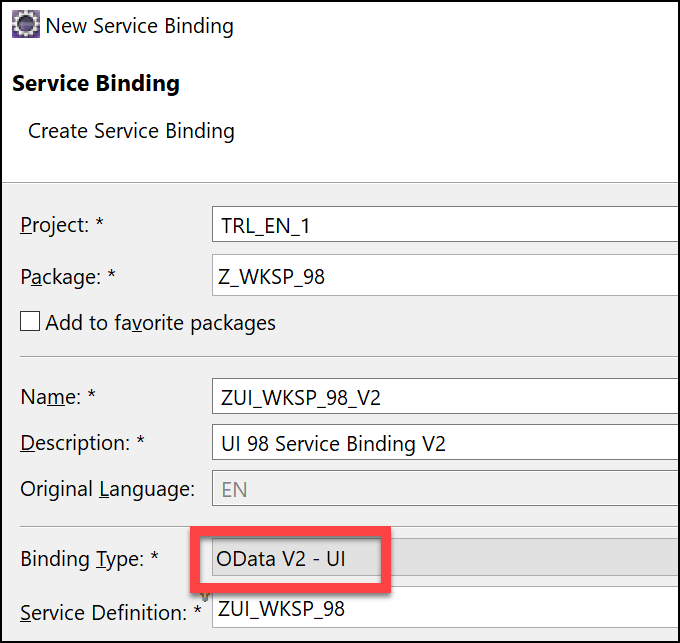 New Service Binding
Service Binding
Create Service Binding
Project: * TRL_EN_1
Package: * Z_WKSP_98
Add to favorite packages
Name: * ZUI_WKSP_98_V2
Description: * UI 98 Service Binding V2
Original Language: EN
Binding Type: * OData V2 - UI
Service Definition: * ZUI_WKSP_98